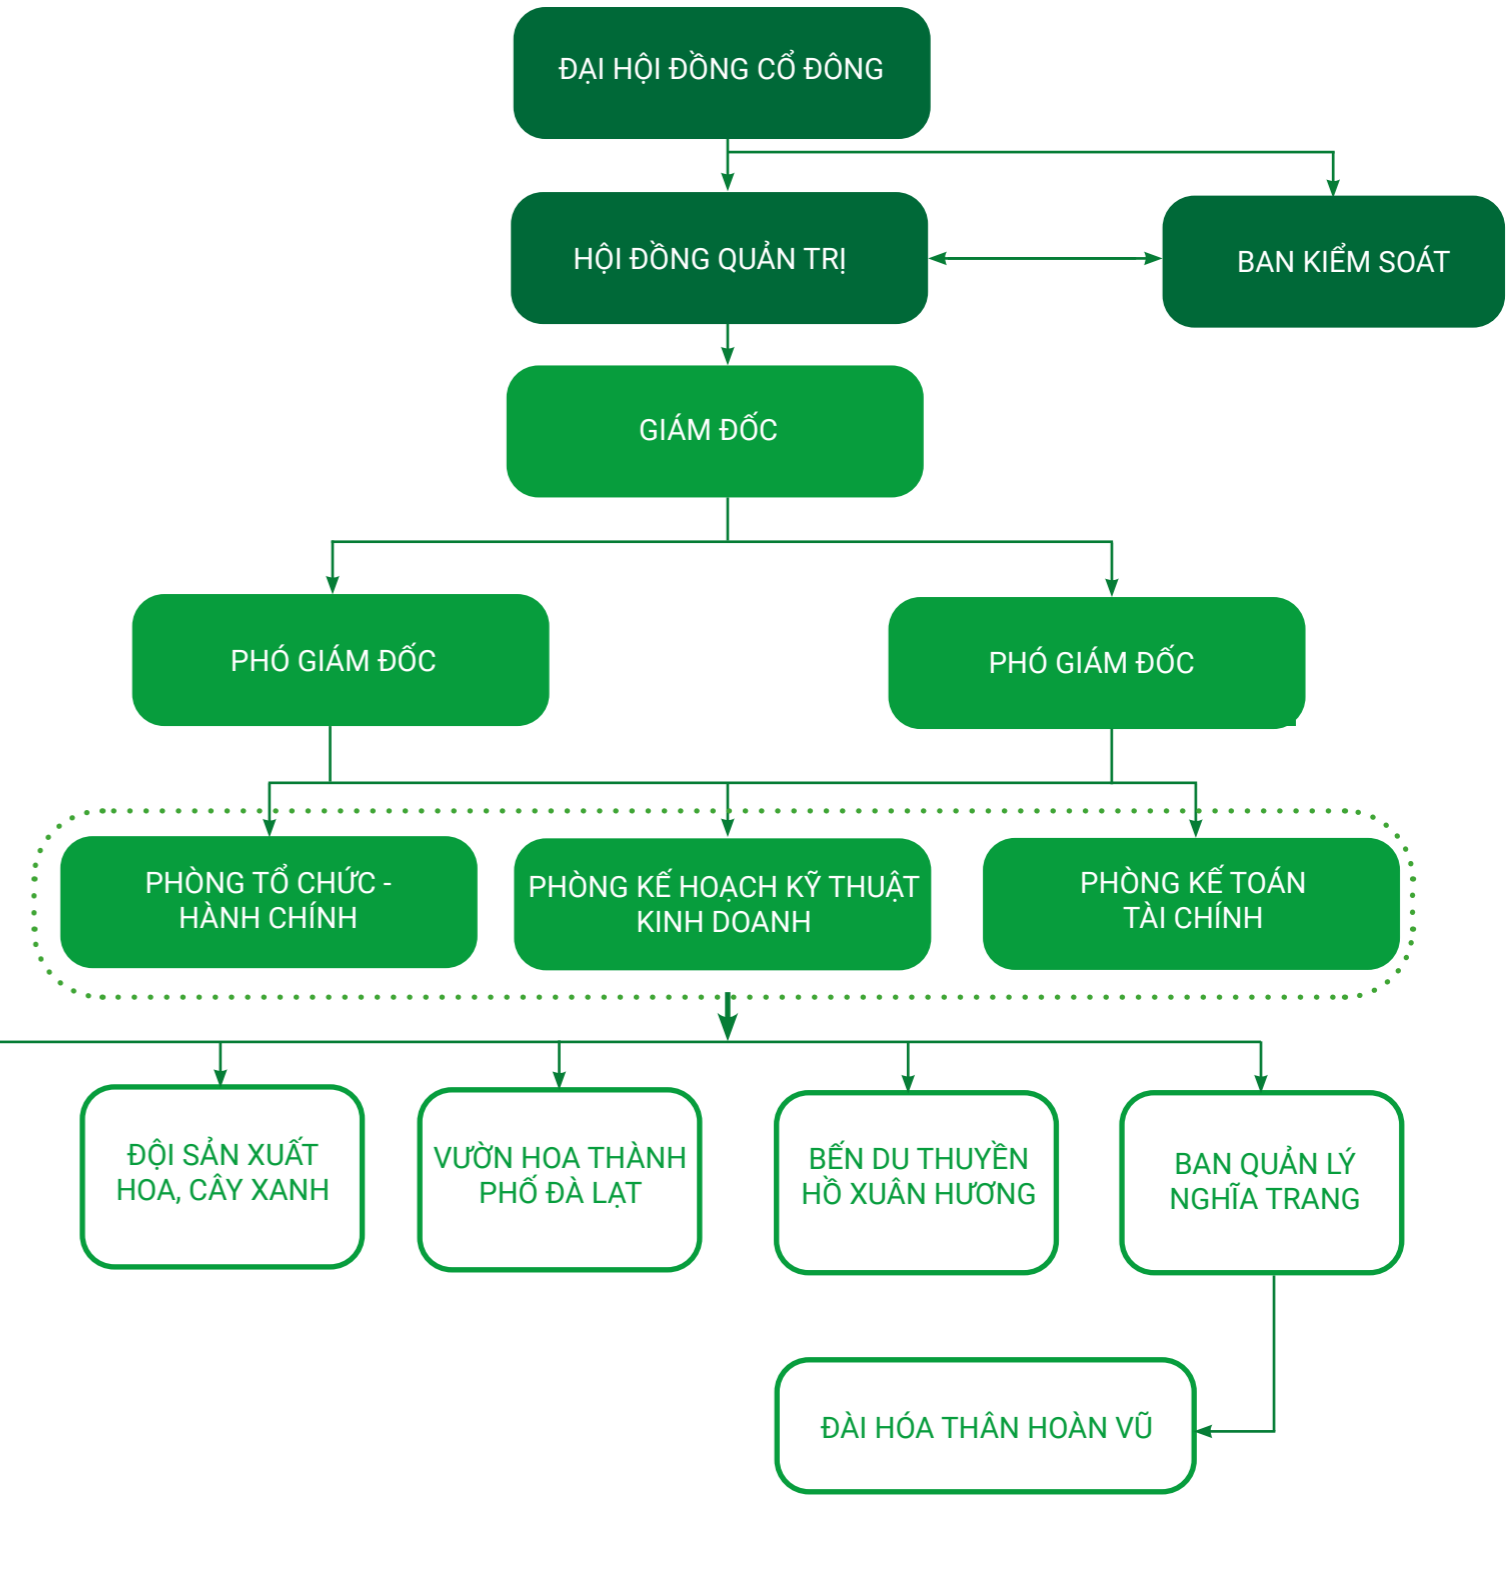 ĐẠI HỘI ĐỒNG CỔ ĐÔNG
HỘI ĐỒNG QUẢN TRỊ
BAN KIỂM SOÁT
GIÁM ĐỐC
PHÓ GIÁM ĐỐC
PHÓ GIÁM ĐỐC
PHÒNG TỔ CHỨC -
HÀNH CHÍNH
PHÒNG KẾ HOẠCH KỸ THUẬT
KINH DOANH
PHÒNG KẾ TOÁN
TÀI CHÍNH
ĐỘI SẢN XUẤT
HOA, CÂY XANH
VƯỜN HOA THÀNH
PHỐ ĐÀ LẠT
BẾN DU THUYỀN
HỒ XUÂN HƯƠNG
BAN QUẢN LÝ
NGHĨA TRANG
ĐÀI HÓA THÂN HOÀN VŨ